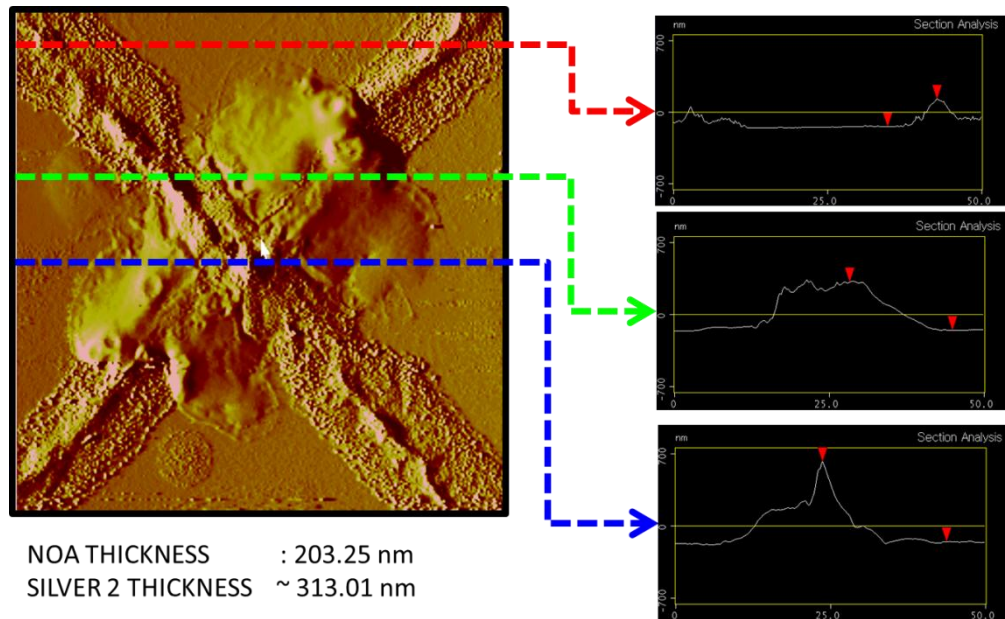 Section Analysis
nm
700
0
-700
0
25.0
50.0
Section Analysis
nm
700
0
-700
0
25.0
50.0
Section Analysis
nm
700
0
-700
0
25.0
50.0
NOA THICKNESS : 203.25 nm
SILVER 2 THICKNESS ~ 313.01 nm